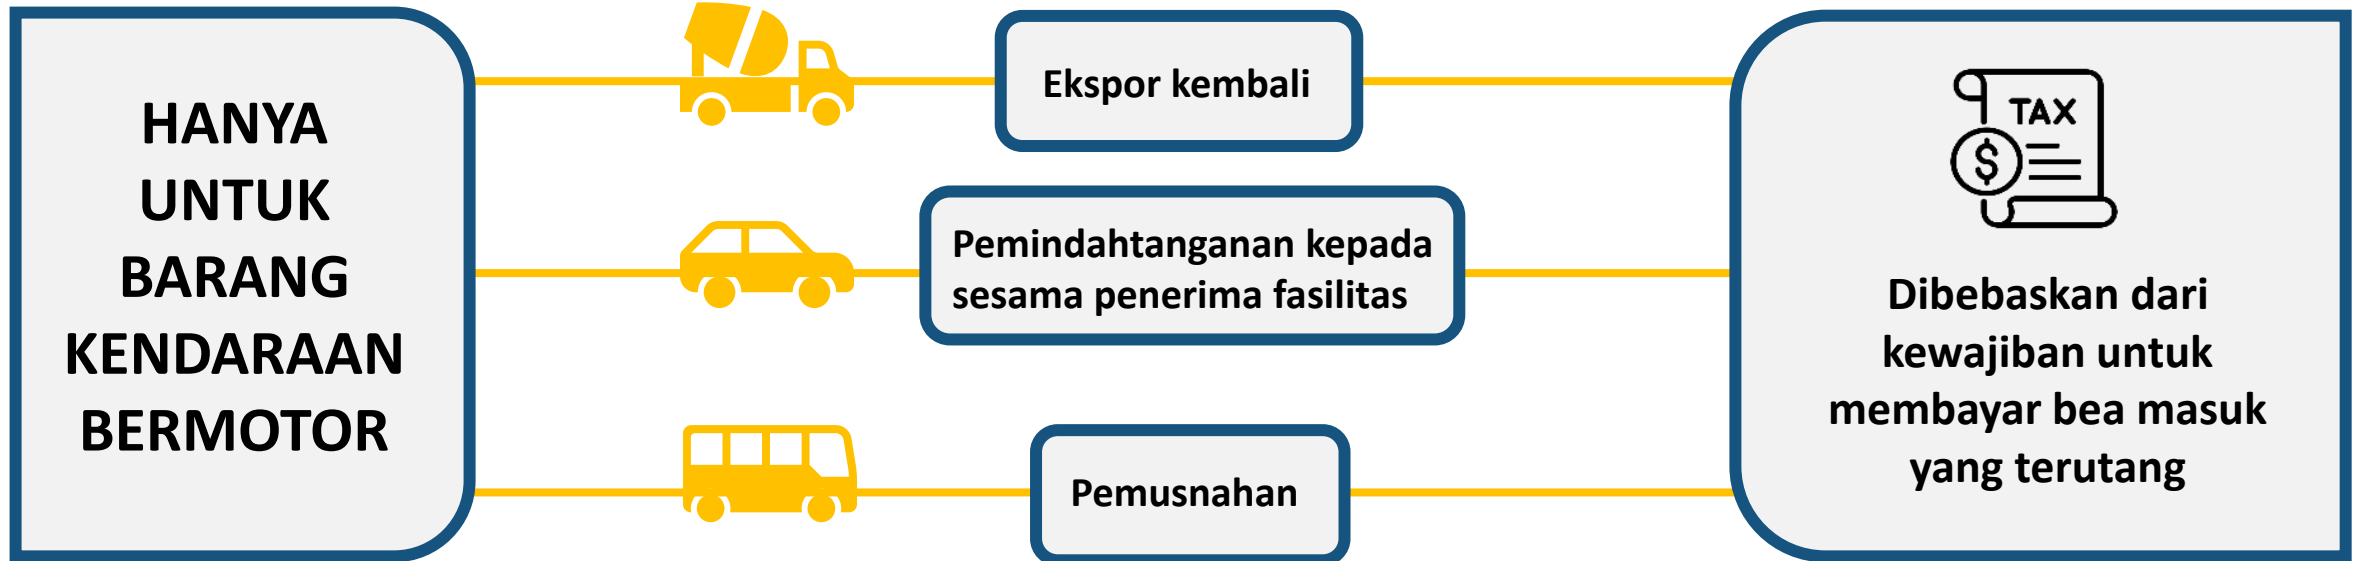 HANYA
UNTUK
BARANG
KENDARAAN
BERMOTOR
Ekspor kembali
Pemindahtanganan kepada
sesama penerima fasilitas
Pemusnahan
TAX
$
Dibebaskan dari
kewajiban untuk
membayar bea masuk
yang terutang